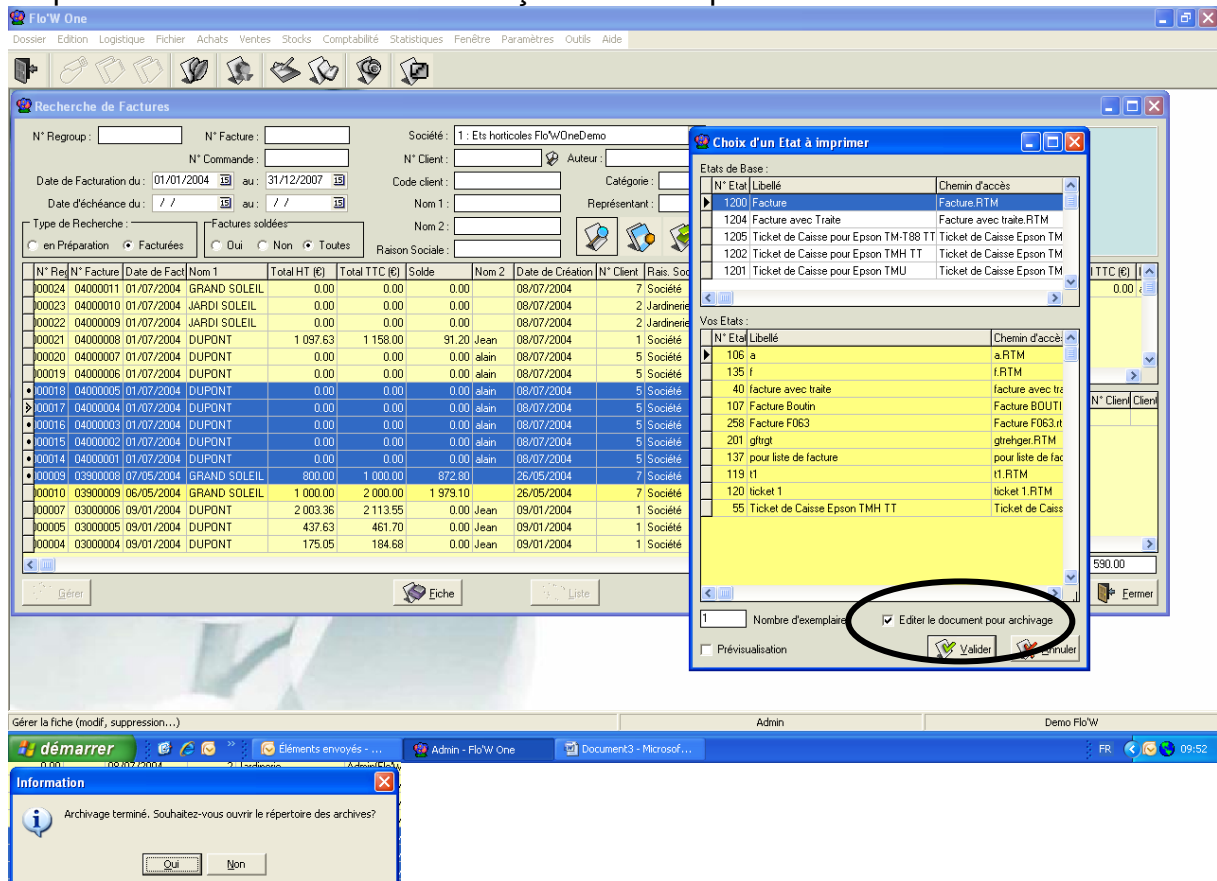 Flo'W One
Dossier Edition Logistique Fichier Achats Ventes Stocks Comptabilité Statistiques Fenêtre Paramètres Outils Aide
Recherche de Factures
N° Regroup :
N° Facture :
Société : 1 : Ets horticoles Flo'WOneDemo
N° Commande :
N° Client :
Auteur :
Date de Facturation du : 01/01/2004 15 au : 31/12/2007 15
Code client :
Catégorie :
Date d'échéance du : / / 15 au : / / 15
Nom 1 :
Représentant :
Type de Recherche :
Factures soldées
Nom 2 :
en Préparation Facturées
Oui Non Toutes
Raison Sociale :
N° Reg N° Facture Date de Fact Nom 1 Total HT (€) Total TTC (€) Solde Nom 2 Date de Création N° Client Rais. Soc
000024 04000011 01/07/2004 GRAND SOLEIL 0.00 0.00 0.00 08/07/2004 7 Société
000023 04000010 01/07/2004 JARDI SOLEIL 0.00 0.00 0.00 08/07/2004 2 Jardinerie
000022 04000009 01/07/2004 JARDI SOLEIL 0.00 0.00 0.00 08/07/2004 2 Jardinerie
000021 04000008 01/07/2004 DUPONT 1 097.63 1 158.00 91.20 Jean 08/07/2004 1 Société
000020 04000007 01/07/2004 DUPONT 0.00 0.00 0.00 alain 08/07/2004 5 Société
000019 04000006 01/07/2004 DUPONT 0.00 0.00 0.00 alain 08/07/2004 5 Société
000018 04000005 01/07/2004 DUPONT 0.00 0.00 0.00 alain 08/07/2004 5 Société
000017 04000004 01/07/2004 DUPONT 0.00 0.00 0.00 alain 08/07/2004 5 Société
000016 04000003 01/07/2004 DUPONT 0.00 0.00 0.00 alain 08/07/2004 5 Société
000015 04000002 01/07/2004 DUPONT 0.00 0.00 0.00 alain 08/07/2004 5 Société
000014 04000001 01/07/2004 DUPONT 0.00 0.00 0.00 alain 08/07/2004 5 Société
000009 03900008 07/05/2004 GRAND SOLEIL 800.00 1 000.00 872.80 26/05/2004 7 Société
000010 03900009 06/05/2004 GRAND SOLEIL 1 000.00 2 000.00 1 979.10 26/05/2004 7 Société
000007 03000006 09/01/2004 DUPONT 2 003.36 2 113.55 0.00 Jean 09/01/2004 1 Société
000005 03000005 09/01/2004 DUPONT 437.63 461.70 0.00 Jean 09/01/2004 1 Société
000004 03000004 09/01/2004 DUPONT 175.05 184.68 0.00 Jean 09/01/2004 1 Société
Gérer
Fiche
Liste
Choix d'un Etat à imprimer
Etats de Base :
N° Etat Libellé Chemin d'accès
1200 Facture Facture.RTM
1204 Facture avec Traite Facture avec traite.RTM
1205 Ticket de Caisse pour Epson TM-T88 TT Ticket de Caisse Epson TM
1202 Ticket de Caisse pour Epson TMH TT Ticket de Caisse Epson TM
1201 Ticket de Caisse pour Epson TMU Ticket de Caisse Epson TM
Vos Etats :
N° Etat Libellé Chemin d'accè
106 a a.RTM
135 f f.RTM
40 facture avec traite facture avec tra
107 Facture Boutin Facture BOUTI
258 Facture F063 Facture F063.rt
201 gftrgt gtrehger.RTM
137 pour liste de facture pour liste de fac
119 t1 t1.RTM
120 ticket 1 ticket 1.RTM
55 Ticket de Caisse Epson TMH TT Ticket de Caiss
1 Nombre d'exemplaire
Editer le document pour archivage
Prévisualisation
Valider
Annuler
TTC (€)
0.00
N° Client Client
590.00
Fermer
Gérer la fiche (modif, suppression...)
Admin
Demo Flo'W
démarrer
Éléments envoyés - ...
Admin - Flo'W One
Document3 - Microsof...
FR
09:52
Information
Archivage terminé. Souhaitez-vous ouvrir le répertoire des archives?
Oui
Non